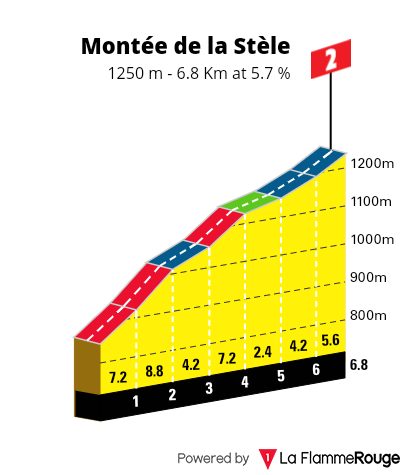 Montée de la Stèle
1250 m - 6.8 Km at 5.7 %
2
1200m
1100m
1000m
900m
800m
7.2 8.8 4.2 7.2 2.4 4.2 5.6
1 2 3 4 5 6 6.8
Powered by 1 La FlammeRouge